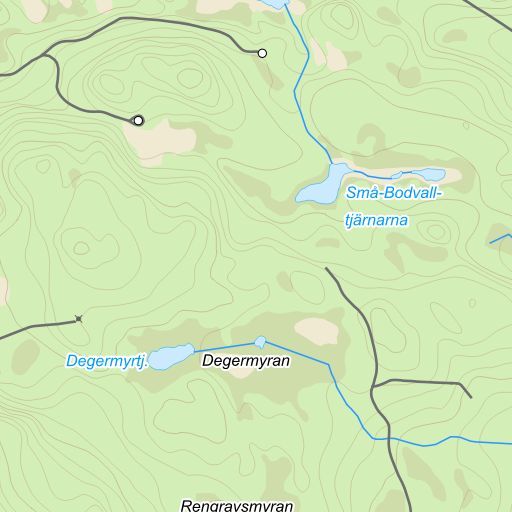 Små-Bodvall-
tjärnarna
Degermyrtj.
Degermyran
Rengravsmyran